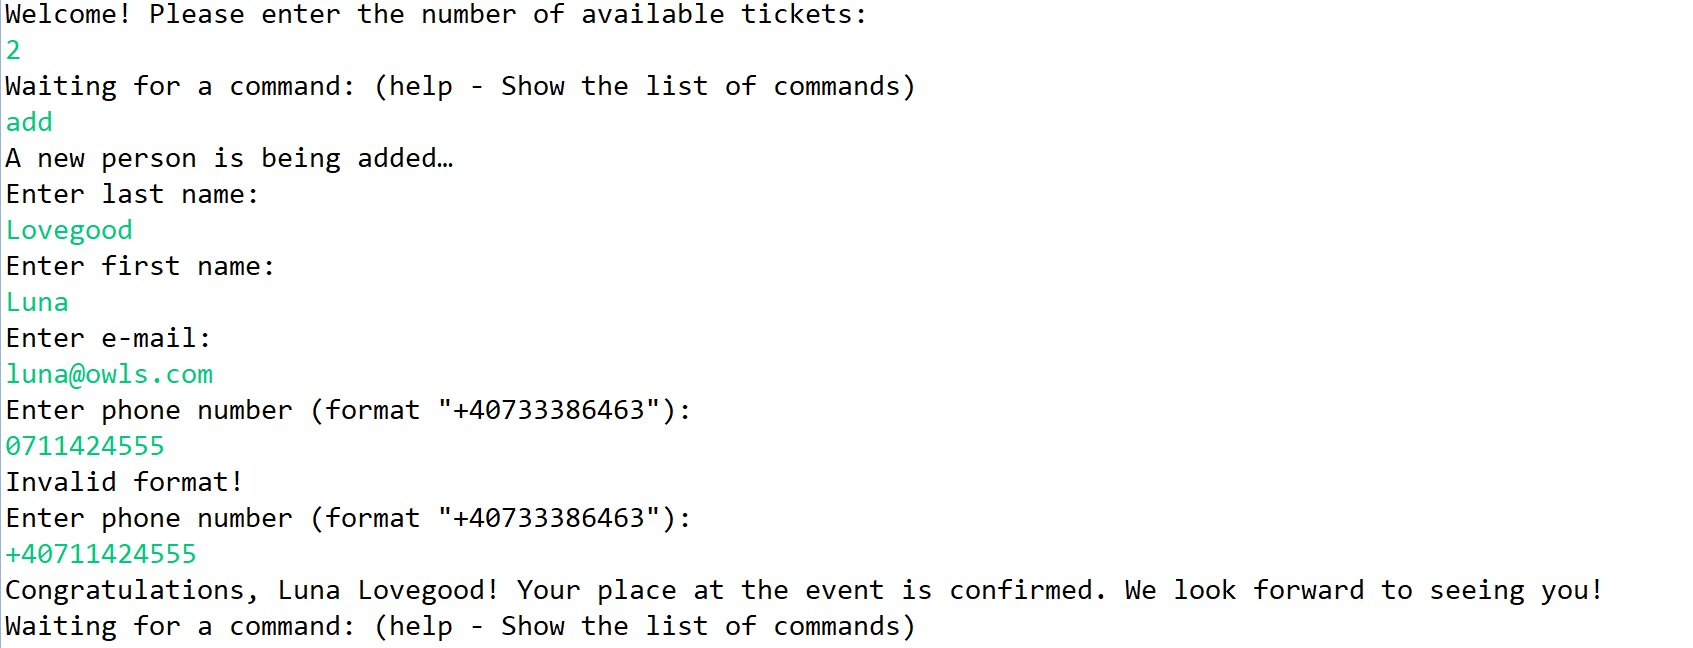 Welcome! Please enter the number of available tickets:
2
Waiting for a command: (help - Show the list of commands)
add
A new person is being added…
Enter last name:
Lovegood
Enter first name:
Luna
Enter e-mail:
luna@owls.com
Enter phone number (format "+40733386463"):
0711424555
Invalid format!
Enter phone number (format "+40733386463"):
+40711424555
Congratulations, Luna Lovegood! Your place at the event is confirmed. We look forward to seeing you!
Waiting for a command: (help - Show the list of commands)